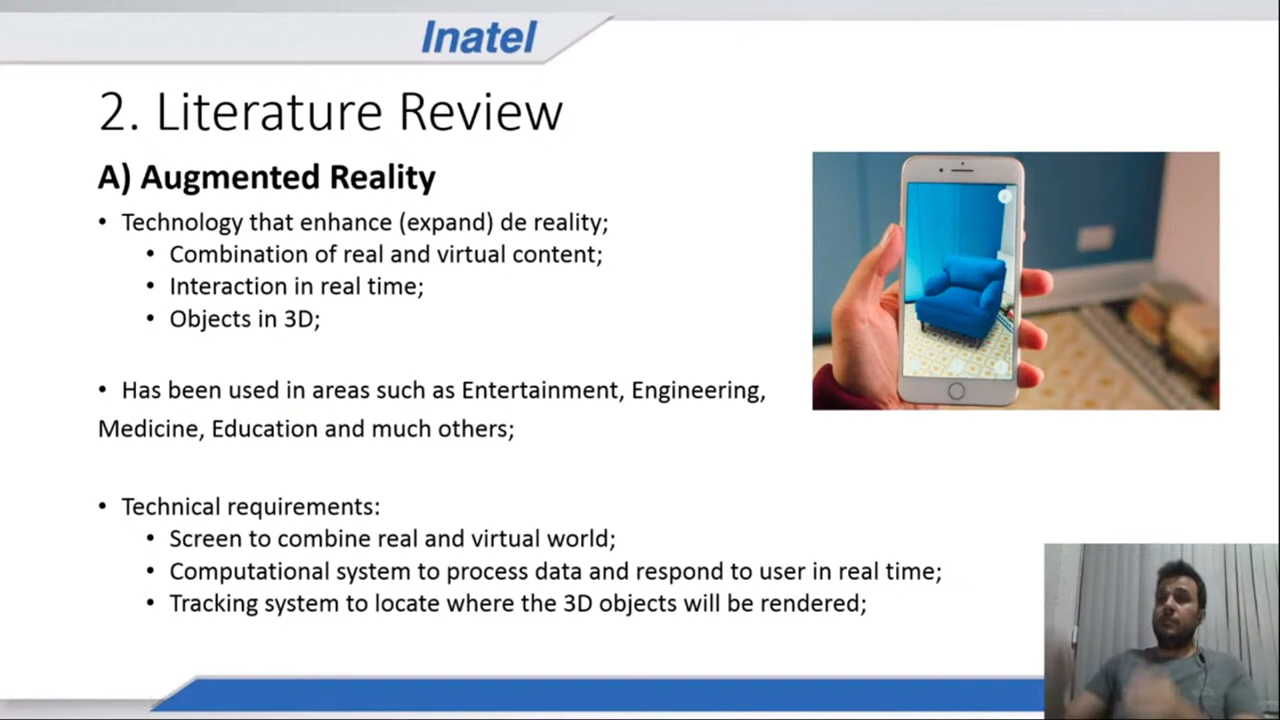 Inatel
2. Literature Review
A) Augmented Reality
• Technology that enhance (expand) de reality;
• Combination of real and virtual content;
• Interaction in real time;
• Objects in 3D;
• Has been used in areas such as Entertainment, Engineering,
Medicine, Education and much others;
• Technical requirements:
• Screen to combine real and virtual world;
• Computational system to process data and respond to user in real time;
• Tracking system to locate where the 3D objects will be rendered;